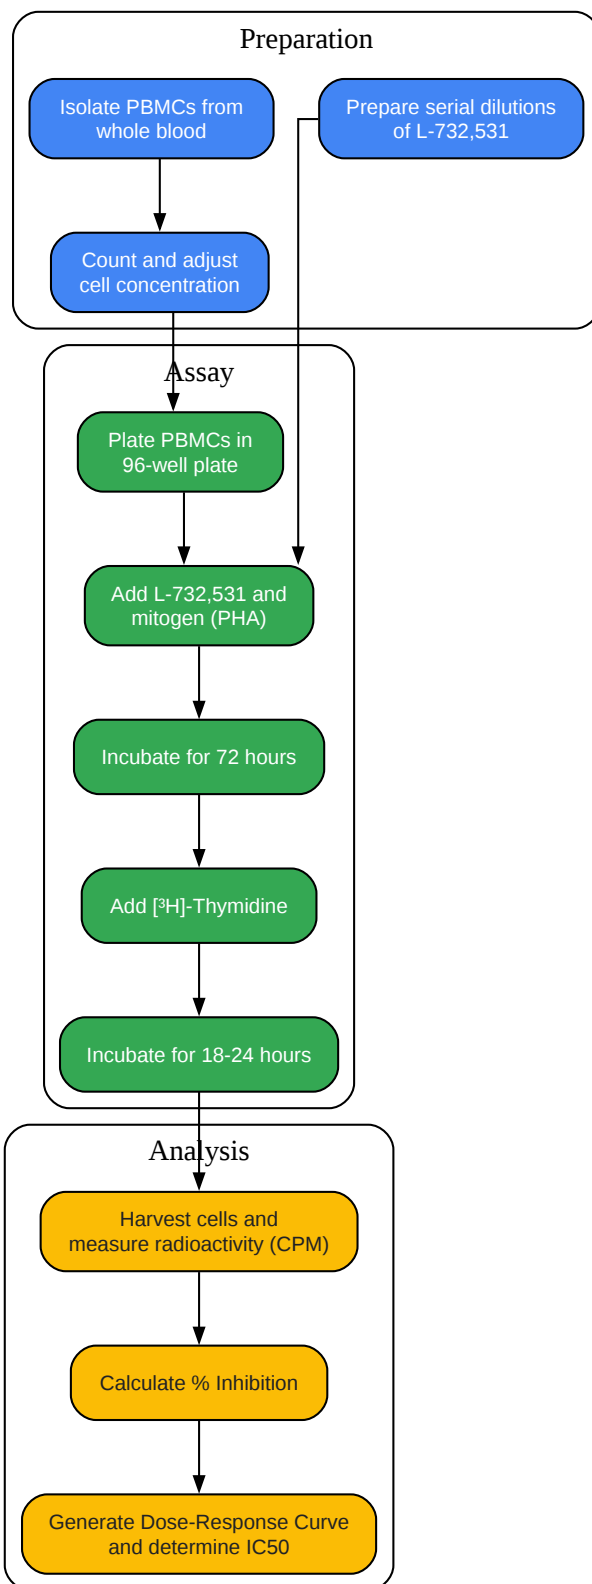 Preparation
Isolate PBMCs from
whole blood
Prepare serial dilutions
of L-732,531
Count and adjust
cell concentration
Assay
Plate PBMCs in
96-well plate
Add L-732,531 and
mitogen (PHA)
Incubate for 72 hours
Add [³H]-Thymidine
Incubate for 18-24 hours
Analysis
Harvest cells and
measure radioactivity (CPM)
Calculate % Inhibition
Generate Dose-Response Curve
and determine IC50